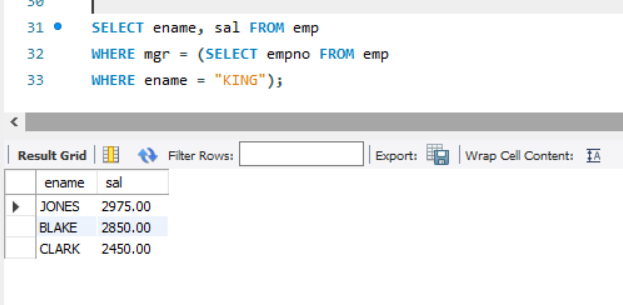 30
31 SELECT ename, sal FROM emp
32 WHERE mgr = (SELECT empno FROM emp
33 WHERE ename = "KING");
Result Grid Filter Rows: Export: Wrap Cell Content: IA
ename sal
JONES 2975.00
BLAKE 2850.00
CLARK 2450.00